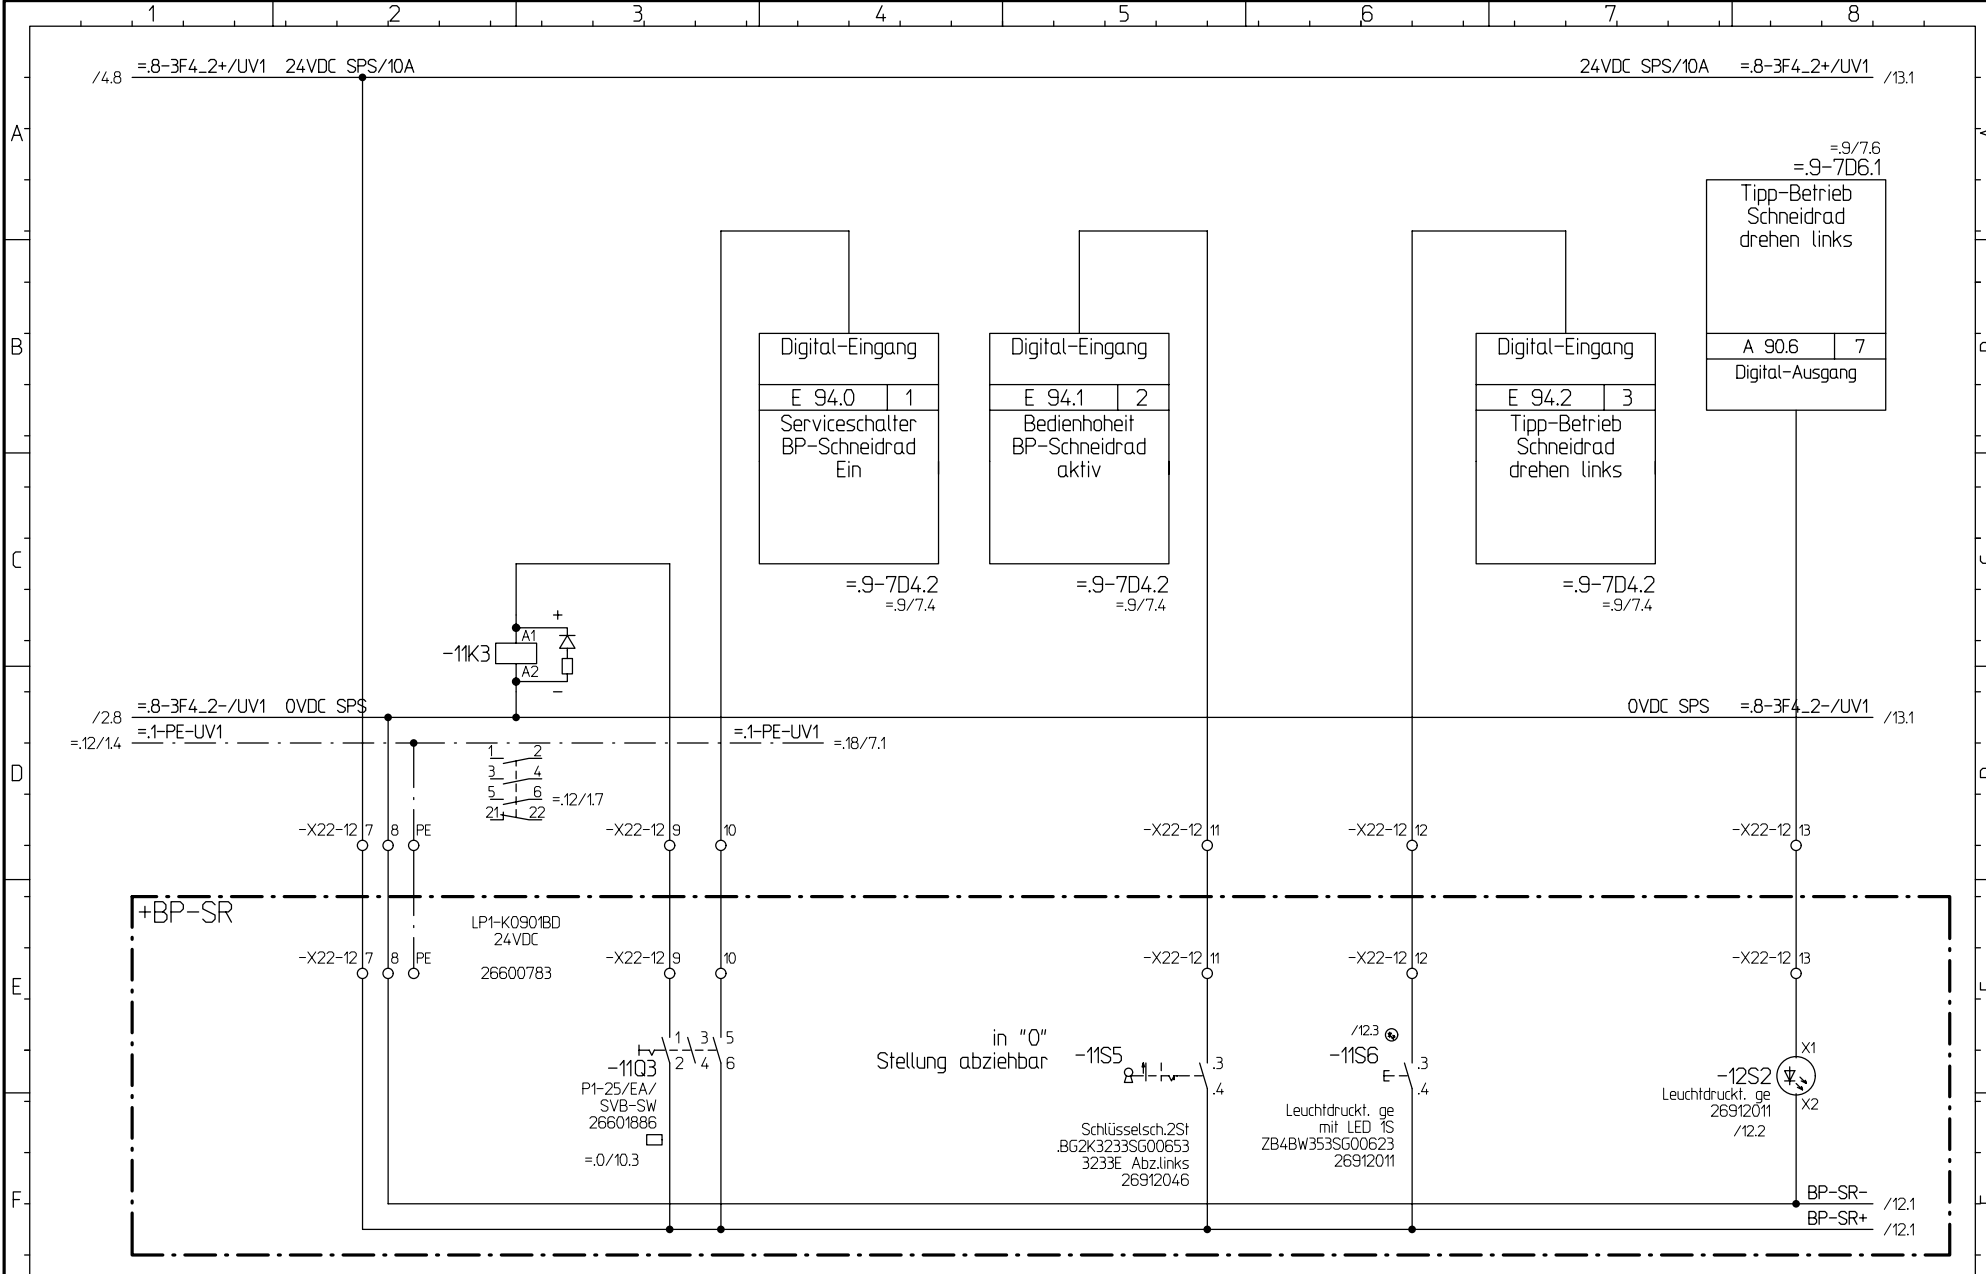 1 2 3 4 5 6 7 8
/4.8 =.8-3F4_2+/UV1 24VDC SPS/10A
24VDC SPS/10A =.8-3F4_2+/UV1 /13.1
A
=.9/7.6
=.9-7D6.1
Tipp-Betrieb
Schneidrad
drehen links
A 90.6 7
Digital-Ausgang
B
Digital-Eingang
E 94.0 1
Serviceschalter
BP-Schneidrad
Ein
=.9-7D4.2
=.9/7.4
Digital-Eingang
E 94.1 2
Bedienhoheit
BP-Schneidrad
aktiv
=.9-7D4.2
=.9/7.4
Digital-Eingang
E 94.2 3
Tipp-Betrieb
Schneidrad
drehen links
=.9-7D4.2
=.9/7.4
C
+
A1
-11K3
A2
-
/2.8 =.8-3F4_2-/UV1 0VDC SPS
0VDC SPS =.8-3F4_2-/UV1 /13.1
=.12/1.4 =.1-PE-UV1
=.1-PE-UV1 =.18/7.1
D
1 2
3 4
5 6 =.12/1.7
21 22
-X22-12 7 8 PE
-X22-12 9 10
-X22-12 11
-X22-12 12
-X22-12 13
+BP-SR
LP1-K0901BD
24VDC
26600783
E
-X22-12 7 8 PE
-X22-12 9 10
-X22-12 11
-X22-12 12
-X22-12 13
1 3 5
2 4 6
-11Q3
P1-25/EA/
SVB-SW
26601886
=.0/10.3
in "0"
Stellung abziehbar
-11S5
.3
.4
Schlüsselsch.2St
.BG2K3233SG00653
3233E Abz.links
26912046
/12.3
-11S6
.3
.4
Leuchtdruckt. ge
mit LED 1S
ZB4BW353SG00623
26912011
X1
-12S2
X2
Leuchtdruckt. ge
26912011
/12.2
F
BP-SR- /12.1
BP-SR+ /12.1